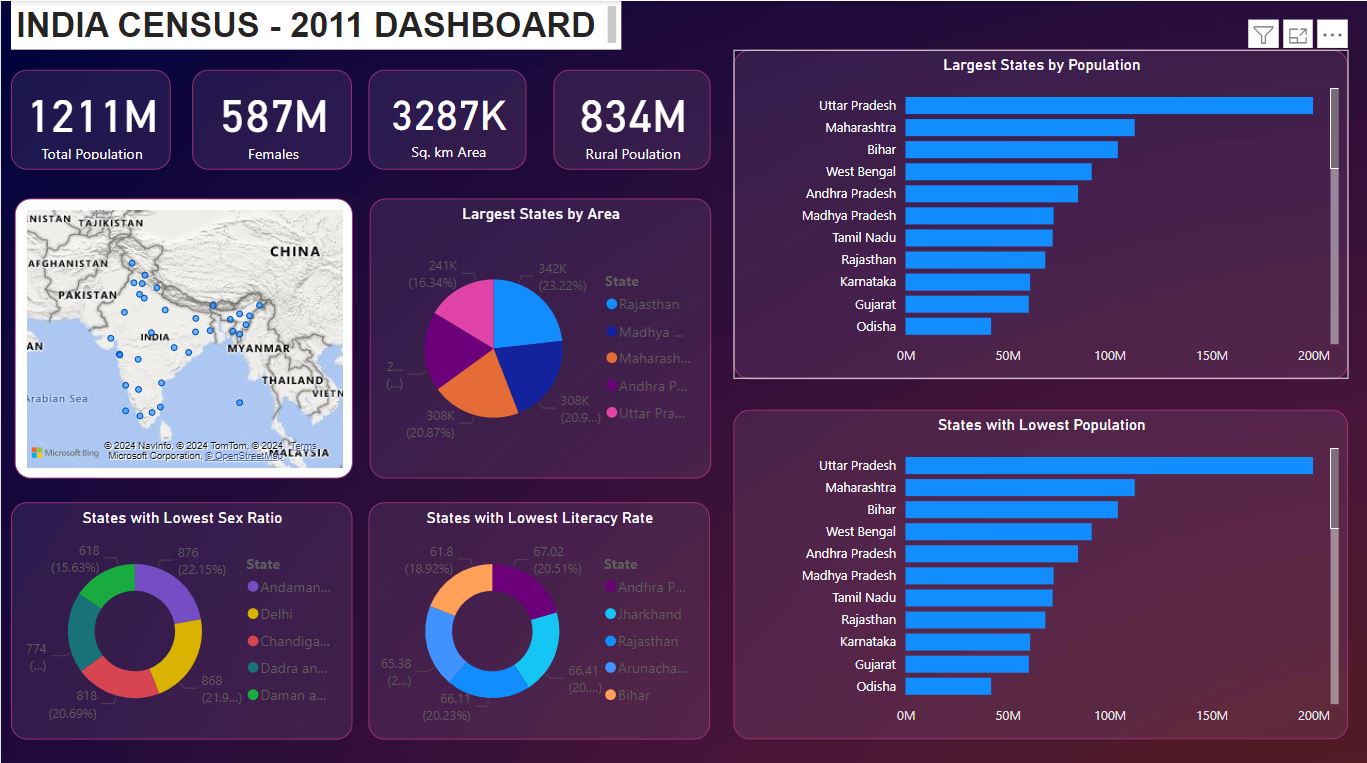 INDIA CENSUS - 2011 DASHBOARD
1211M
Total Population
587M
Females
3287K
Sq. km Area
834M
Rural Poulation
Largest States by Population
Uttar Pradesh
Maharashtra
Bihar
West Bengal
Andhra Pradesh
Madhya Pradesh
Tamil Nadu
Rajasthan
Karnataka
Gujarat
Odisha
0M 50M 100M 150M 200M
NISTAN
TAJIKISTAN
CHINA
AFGHANISTAN
PAKISTAN
INDIA
AN
MYANMAR
THAILAND
VIETN
Arabian Sea
MALAYSIA
Microsoft Bing
© 2024 NavInfo, © 2024 TomTom, © 2024 Terms
Microsoft Corporation, © OpenStreetMap
Largest States by Area
241K
(16.34%)
342K
(23.22%)
2...
(...)
308K
(20.87%)
308K
(20.9...)
State
Rajasthan
Madhya ...
Maharash...
Andhra P...
Uttar Pra...
States with Lowest Population
Uttar Pradesh
Maharashtra
Bihar
West Bengal
Andhra Pradesh
Madhya Pradesh
Tamil Nadu
Rajasthan
Karnataka
Gujarat
Odisha
0M 50M 100M 150M 200M
States with Lowest Sex Ratio
618
(15.63%)
876
(22.15%)
774
(...)
818
(20.69%)
868
(21.9...)
State
Andaman...
Delhi
Chandiga...
Dadra an...
Daman a...
States with Lowest Literacy Rate
61.8
(18.92%)
67.02
(20.51%)
65.38
(2...)
66.11
(20.23%)
66.41
(20....)
State
Andhra P...
Jharkhand
Rajasthan
Arunacha...
Bihar